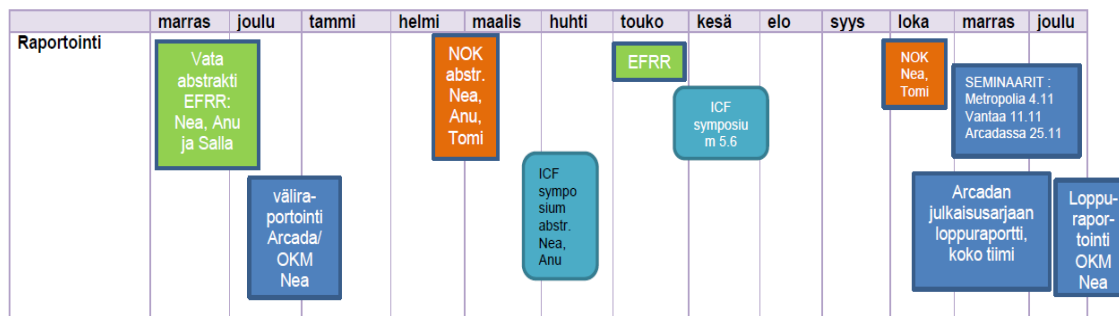 marras joulu tammi helmi maalis huhti touko kesä elo syys loka marras joulu
Raportointi
Vata
abstrakti
EFRR:
Nea, Anu
ja Salla
välira-
portointi
Arcada/
OKM
Nea
NOK
abstr.
Nea,
Anu,
Tomi
ICF
sympo
sium
abstr.
Nea,
Anu
EFRR
ICF
symposiu
m 5.6
NOK
Nea,
Tomi
SEMINAARIT :
Metropolia 4.11
Vantaa 11.11
Arcadassa 25.11
Arcadan
julkaisusarjaan
loppuraportti,
koko tiimi
Loppu-
rapor-
tointi
OKM
Nea